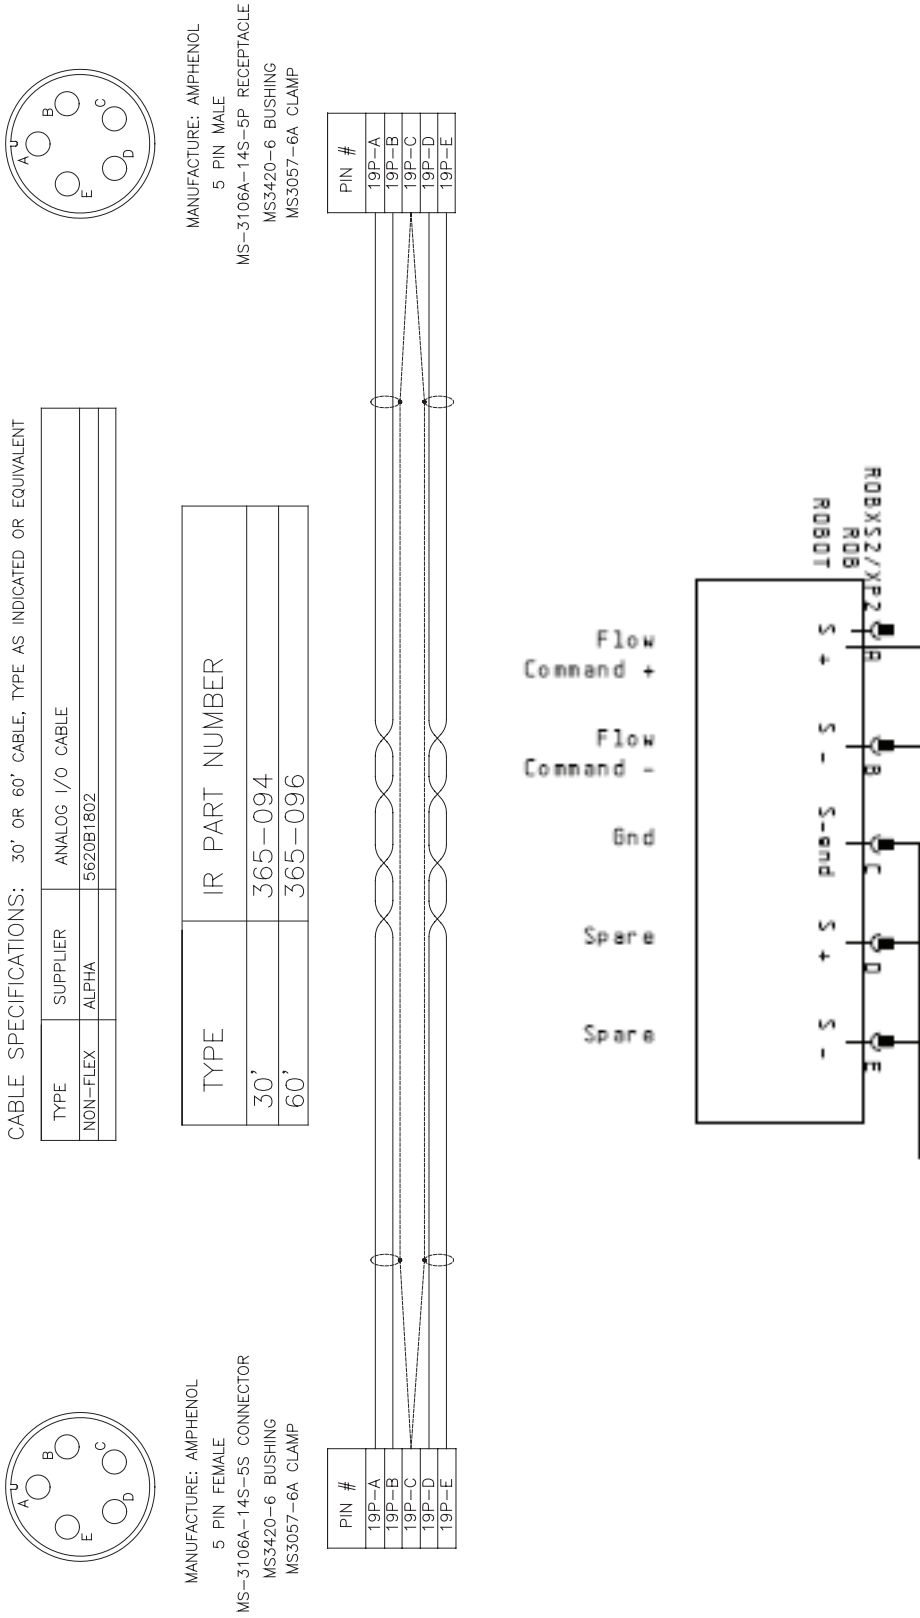 CABLE SPECIFICATIONS: 30' OR 60' CABLE, TYPE AS INDICATED OR EQUIVALENT
TYPE SUPPLIER ANALOG I/O CABLE
NON-FLEX ALPHA 5620B1802
TYPE IR PART NUMBER
30' 365-094
60' 365-096
A
B
C
D
E
MANUFACTURE: AMPHENOL
5 PIN FEMALE
MS-3106A-14S-5S CONNECTOR
MS3420-6 BUSHING
MS3057-6A CLAMP
PIN #
19P-A
19P-B
19P-C
19P-D
19P-E
A
B
C
D
E
MANUFACTURE: AMPHENOL
5 PIN MALE
MS-3106A-14S-5P RECEPTACLE
MS3420-6 BUSHING
MS3057-6A CLAMP
PIN #
19P-A
19P-B
19P-C
19P-D
19P-E
ROBXS2/XP2
ROB
ROBOT
Flow
Command +
S +
A
Flow
Command -
S -
B
Gnd
S-gnd
C
Spare
S +
D
Spare
S -
E